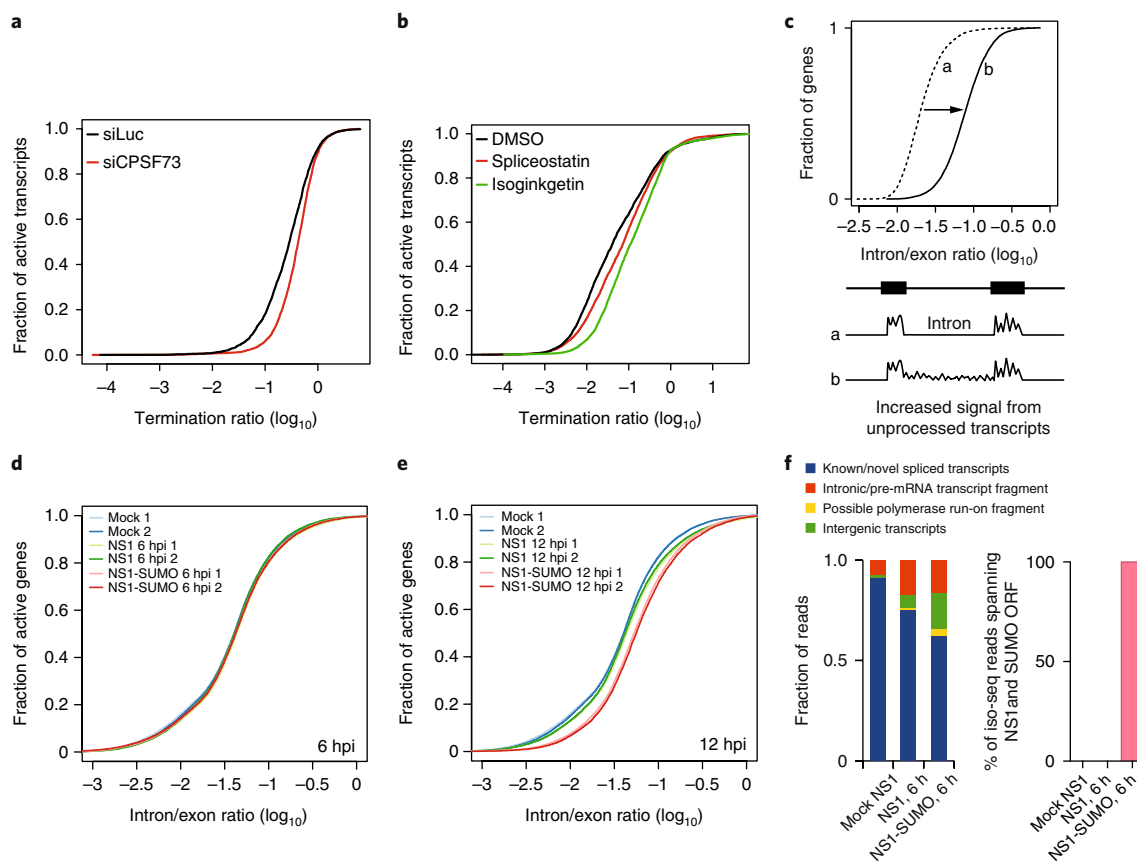 a
1.0
0.8
0.6
0.4
0.2
0.0
Fraction of active transcripts
siLuc
siCPSF73
−4
−3
−2
−1
0
Termination ratio (log10)
b
1.0
0.8
0.6
0.4
0.2
0.0
Fraction of active transcripts
DMSO
Spliceostatin
Isoginkgetin
−4
−3
−2
−1
0
1
Termination ratio (log10)
c
1
0
Fraction of genes
a
b
−2.5
−2.0
−1.5
−1.0
−0.5
0.0
Intron/exon ratio (log10)
a
Intron
b
Increased signal from
unprocessed transcripts
d
1.0
0.8
0.6
0.4
0.2
0
Fraction of active genes
Mock 1
Mock 2
NS1 6 hpi 1
NS1 6 hpi 2
NS1-SUMO 6 hpi 1
NS1-SUMO 6 hpi 2
6 hpi
−3
−2.5
−2
−1.5
−1
−0.5
0
Intron/exon ratio (log10)
e
1.0
0.8
0.6
0.4
0.2
0
Fraction of active genes
Mock 1
Mock 2
NS1 12 hpi 1
NS1 12 hpi 2
NS1-SUMO 12 hpi 1
NS1-SUMO 12 hpi 2
12 hpi
−3
−2.5
−2
−1.5
−1
−0.5
0
Intron/exon ratio (log10)
f
Known/novel spliced transcripts
Intronic/pre-mRNA transcript fragment
Possible polymerase run-on fragment
Intergenic transcripts
1.0
0.5
0
Fraction of reads
Mock NS1
NS1, 6 h
NS1-SUMO, 6 h
100
50
0
% of iso-seq reads spanning
NS1and SUMO ORF
Mock NS1
NS1, 6 h
NS1-SUMO, 6 h